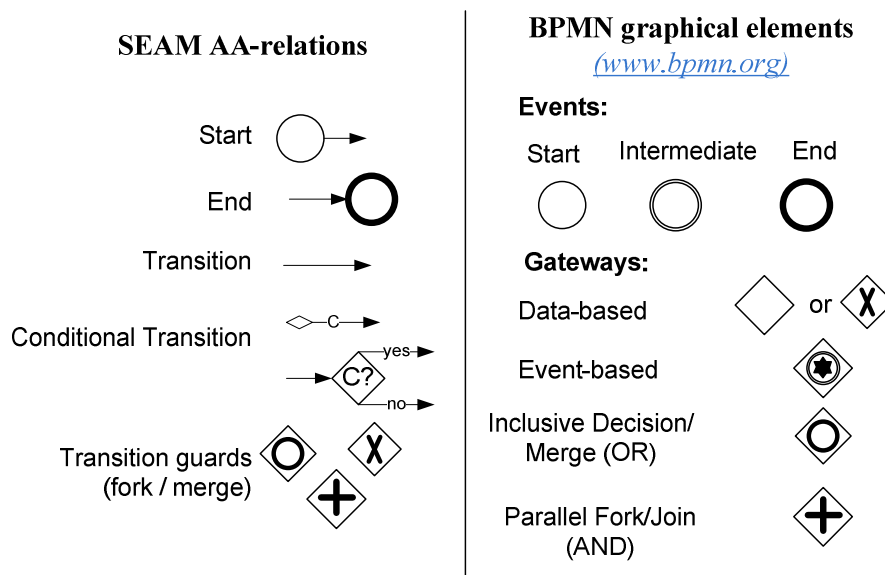 SEAM AA-relations
Start
End
Transition
Conditional Transition
C
yes
C?
no
Transition guards
(fork / merge)
X
BPMN graphical elements
(www.bpmn.org)
Events:
Start Intermediate End
Gateways:
Data-based or X
Event-based
Inclusive Decision/
Merge (OR)
Parallel Fork/Join
(AND)